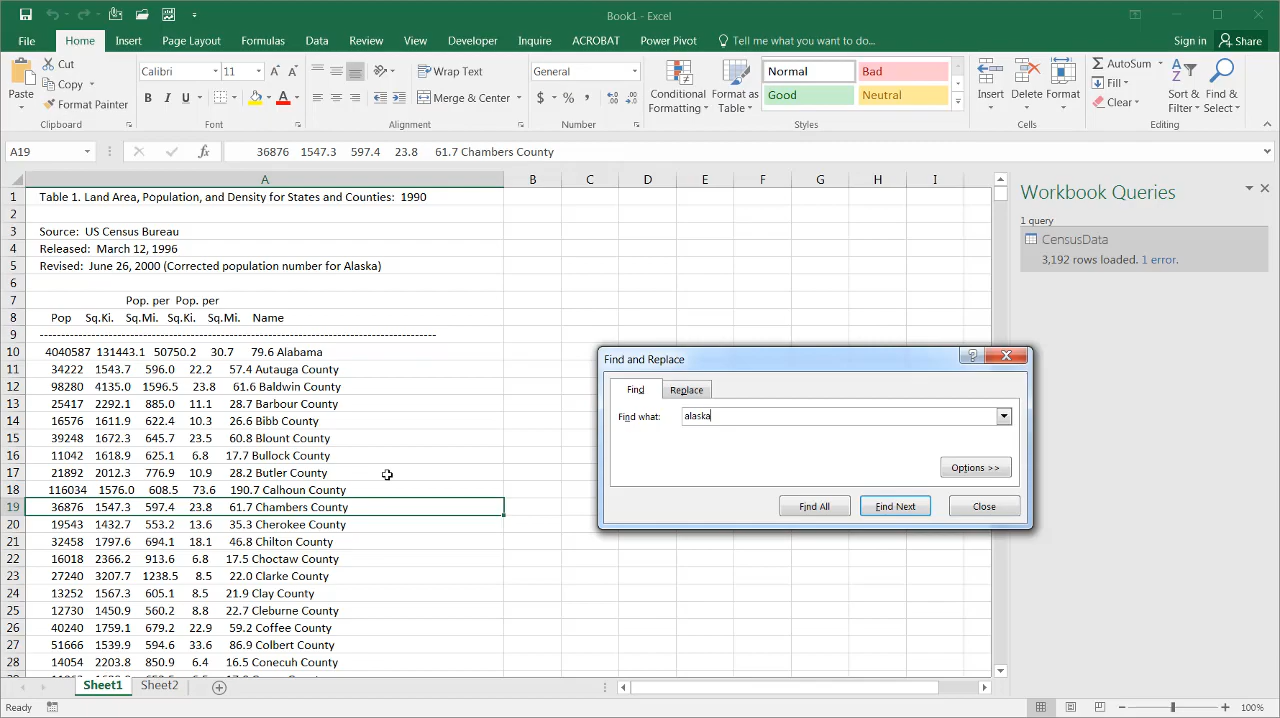 Book1 - Excel
File Home Insert Page Layout Formulas Data Review View Developer Inquire ACROBAT Power Pivot Tell me what you want to do... Sign in Share
Paste
Cut
Copy
Format Painter
Clipboard
Calibri 11
B I U
Font
Wrap Text
Merge & Center
Alignment
General
$ % ,
Number
Conditional Formatting
Format as Table
Normal Bad
Good Neutral
Styles
Insert Delete Format
Cells
AutoSum
Fill
Clear
Sort & Filter
Find & Select
Editing
A19 fx 36876 1547.3 597.4 23.8 61.7 Chambers County
A B C D E F G H I
1 Table 1. Land Area, Population, and Density for States and Counties: 1990
2
3 Source: US Census Bureau
4 Released: March 12, 1996
5 Revised: June 26, 2000 (Corrected population number for Alaska)
6
7 Pop. per Pop. per
8 Pop Sq.Ki. Sq.Mi. Sq.Ki. Sq.Mi. Name
9 --------------------------------------------------------------------------------
10 4040587 131443.1 50750.2 30.7 79.6 Alabama
11 34222 1543.7 596.0 22.2 57.4 Autauga County
12 98280 4135.0 1596.5 23.8 61.6 Baldwin County
13 25417 2292.1 885.0 11.1 28.7 Barbour County
14 16576 1611.9 622.4 10.3 26.6 Bibb County
15 39248 1672.3 645.7 23.5 60.8 Blount County
16 11042 1618.9 625.1 6.8 17.7 Bullock County
17 21892 2012.3 776.9 10.9 28.2 Butler County
18 116034 1576.0 608.5 73.6 190.7 Calhoun County
19 36876 1547.3 597.4 23.8 61.7 Chambers County
20 19543 1432.7 553.2 13.6 35.3 Cherokee County
21 32458 1797.6 694.1 18.1 46.8 Chilton County
22 16018 2366.2 913.6 6.8 17.5 Choctaw County
23 27240 3207.7 1238.5 8.5 22.0 Clarke County
24 13252 1567.3 605.1 8.5 21.9 Clay County
25 12730 1450.9 560.2 8.8 22.7 Cleburne County
26 40240 1759.1 679.2 22.9 59.2 Coffee County
27 51666 1539.9 594.6 33.6 86.9 Colbert County
28 14054 2203.8 850.9 6.4 16.5 Conecuh County
Workbook Queries
1 query
CensusData
3,192 rows loaded. 1 error.
Find and Replace
Find Replace
Find what: alaska
Options >>
Find All Find Next Close
Sheet1 Sheet2
Ready 100%